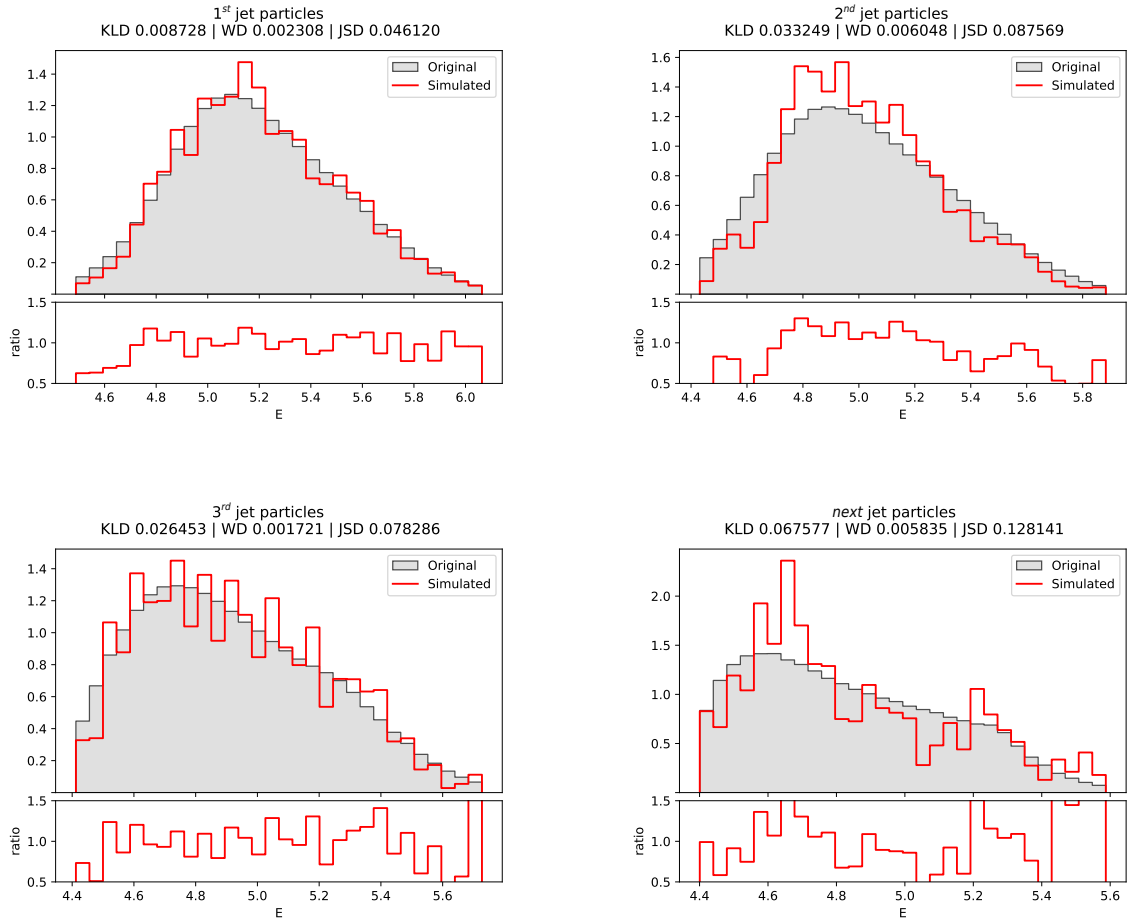 1st jet particles
KLD 0.008728 | WD 0.002308 | JSD 0.046120
Original
Simulated
1.4
1.2
1.0
0.8
0.6
0.4
0.2
1.5
1.0
0.5
ratio
4.6 4.8 5.0 5.2 5.4 5.6 5.8 6.0
E
2nd jet particles
KLD 0.033249 | WD 0.006048 | JSD 0.087569
Original
Simulated
1.6
1.4
1.2
1.0
0.8
0.6
0.4
0.2
1.5
1.0
0.5
ratio
4.4 4.6 4.8 5.0 5.2 5.4 5.6 5.8
E
3rd jet particles
KLD 0.026453 | WD 0.001721 | JSD 0.078286
Original
Simulated
1.4
1.2
1.0
0.8
0.6
0.4
0.2
1.5
1.0
0.5
ratio
4.4 4.6 4.8 5.0 5.2 5.4 5.6
E
next jet particles
KLD 0.067577 | WD 0.005835 | JSD 0.128141
Original
Simulated
2.0
1.5
1.0
0.5
1.5
1.0
0.5
ratio
4.4 4.6 4.8 5.0 5.2 5.4 5.6
E